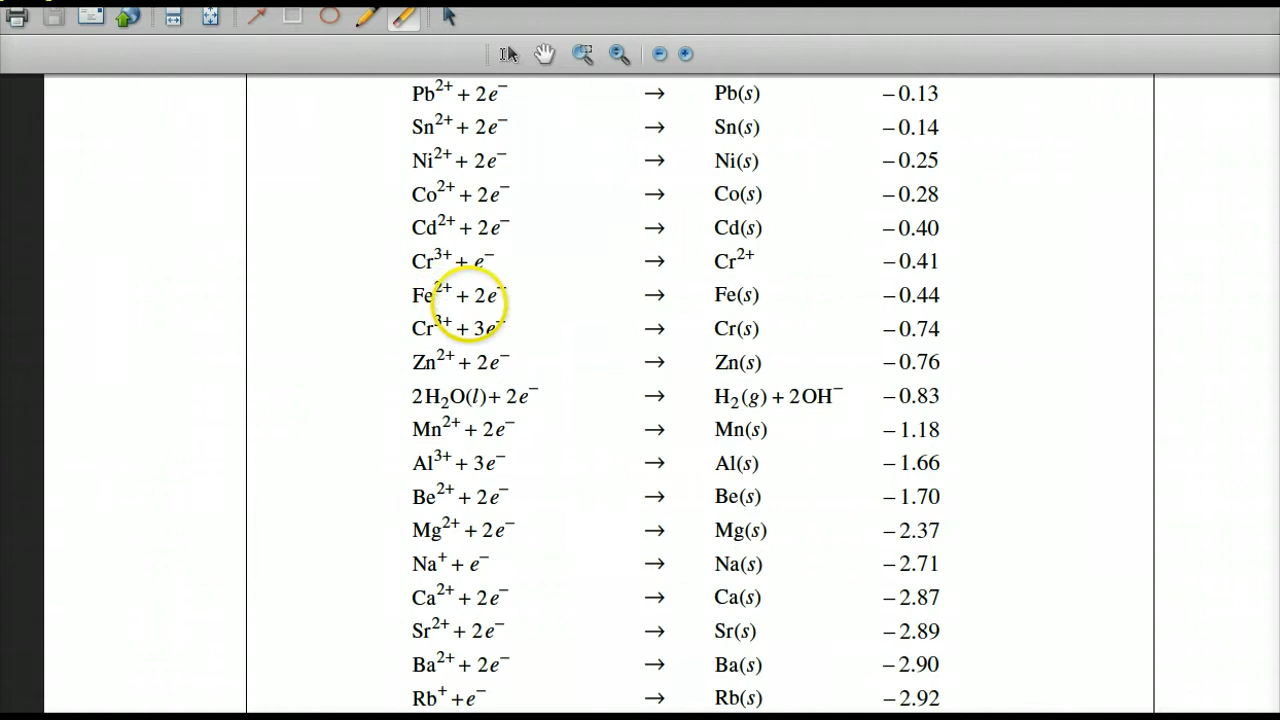 Pb²⁺ + 2e⁻ → Pb(s) –0.13
Sn²⁺ + 2e⁻ → Sn(s) –0.14
Ni²⁺ + 2e⁻ → Ni(s) –0.25
Co²⁺ + 2e⁻ → Co(s) –0.28
Cd²⁺ + 2e⁻ → Cd(s) –0.40
Cr³⁺ + e⁻ → Cr²⁺ –0.41
Fe²⁺ + 2e⁻ → Fe(s) –0.44
Cr³⁺ + 3e⁻ → Cr(s) –0.74
Zn²⁺ + 2e⁻ → Zn(s) –0.76
2H₂O(l)+ 2e⁻ → H₂(g) + 2OH⁻ –0.83
Mn²⁺ + 2e⁻ → Mn(s) –1.18
Al³⁺ + 3e⁻ → Al(s) –1.66
Be²⁺ + 2e⁻ → Be(s) –1.70
Mg²⁺ + 2e⁻ → Mg(s) –2.37
Na⁺ + e⁻ → Na(s) –2.71
Ca²⁺ + 2e⁻ → Ca(s) –2.87
Sr²⁺ + 2e⁻ → Sr(s) –2.89
Ba²⁺ + 2e⁻ → Ba(s) –2.90
Rb⁺ +e⁻ → Rb(s) –2.92